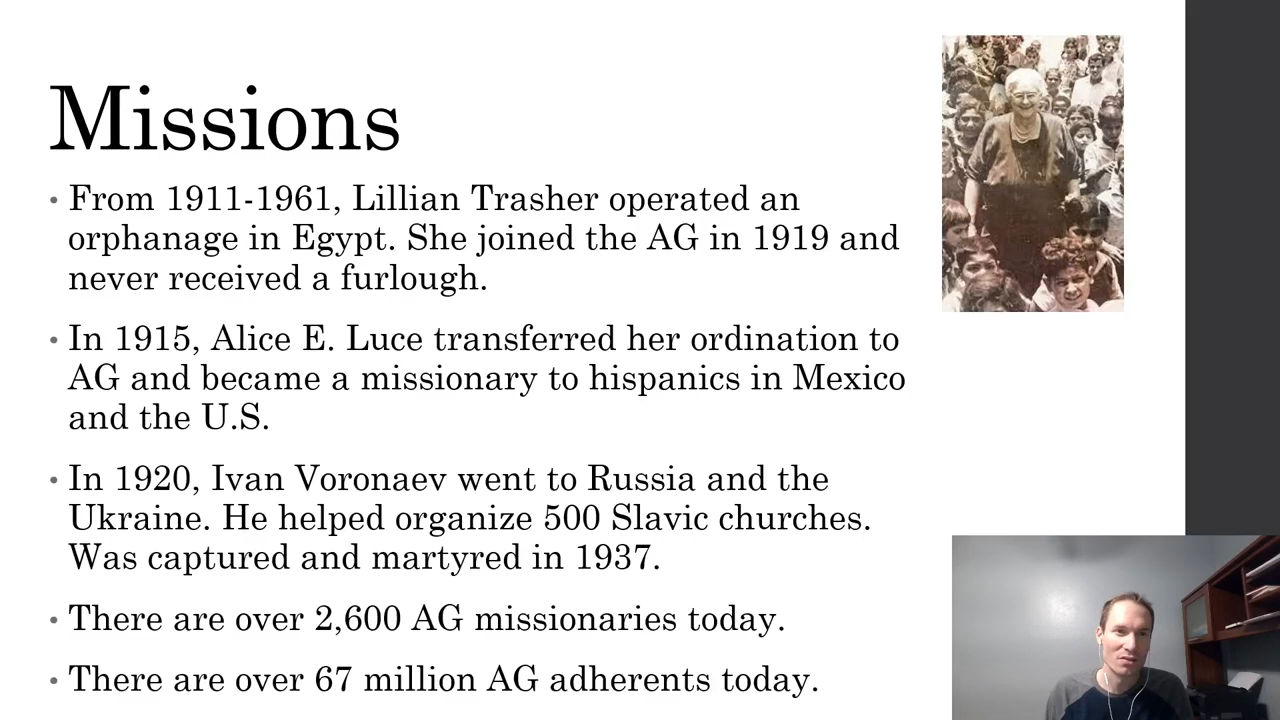 Missions
• From 1911-1961, Lillian Trasher operated an
orphanage in Egypt. She joined the AG in 1919 and
never received a furlough.
• In 1915, Alice E. Luce transferred her ordination to
AG and became a missionary to hispanics in Mexico
and the U.S.
• In 1920, Ivan Voronaev went to Russia and the
Ukraine. He helped organize 500 Slavic churches.
Was captured and martyred in 1937.
• There are over 2,600 AG missionaries today.
• There are over 67 million AG adherents today.